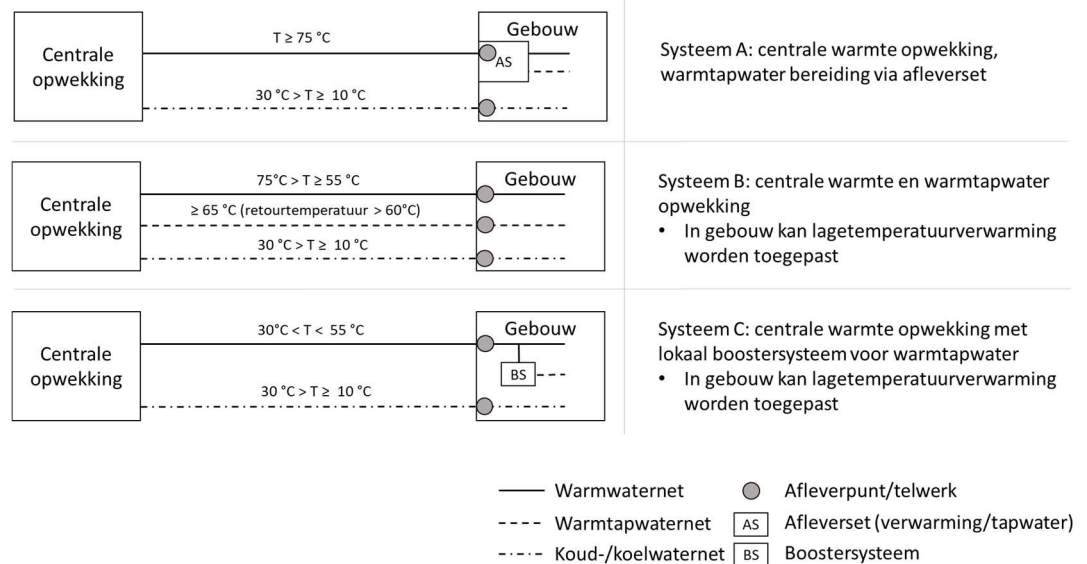 Centrale
opwekking
T ≥ 75 °C
30 °C > T ≥ 10 °C
Gebouw
AS
Systeem A: centrale warmte opwekking,
warmtapwater bereiding via afleverset
Centrale
opwekking
75°C > T ≥ 55 °C
≥ 65 °C (retourtemperatuur > 60°C)
30 °C > T ≥ 10 °C
Gebouw
Systeem B: centrale warmte en warmtapwater
opwekking
• In gebouw kan lagetemperatuurverwarming
worden toegepast
Centrale
opwekking
30°C < T < 55 °C
30 °C > T ≥ 10 °C
Gebouw
BS
Systeem C: centrale warmte opwekking met
lokaal boostersysteem voor warmtapwater
• In gebouw kan lagetemperatuurverwarming
worden toegepast
Warmwaternet
Afleverpunt/telwerk
Warmtapwaternet
AS Afleverset (verwarming/tapwater)
Koud-/koelwaternet
BS Boostersysteem